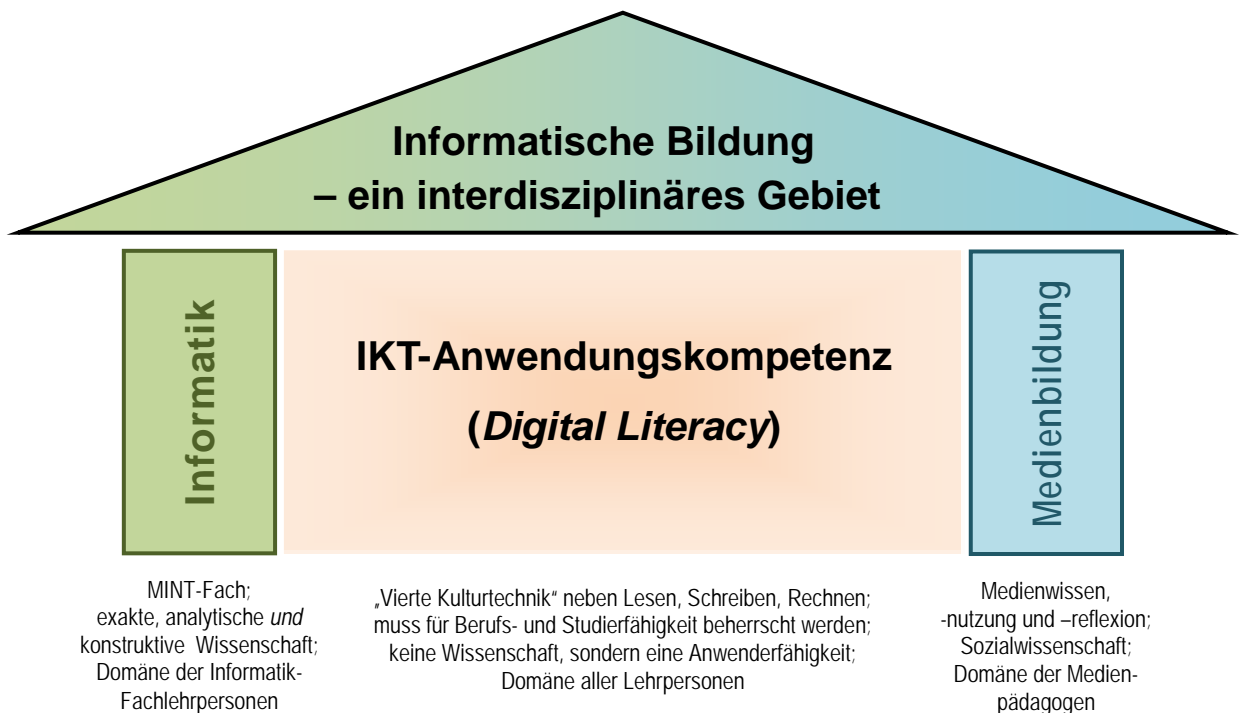 Informatische Bildung
– ein interdisziplinäres Gebiet
Informatik
IKT-Anwendungskompetenz
(Digital Literacy)
Medienbildung
MINT-Fach;
exakte, analytische und
konstruktive Wissenschaft;
Domäne der Informatik-
Fachlehrpersonen
„Vierte Kulturtechnik“ neben Lesen, Schreiben, Rechnen;
muss für Berufs- und Studierfähigkeit beherrscht werden;
keine Wissenschaft, sondern eine Anwenderfähigkeit;
Domäne aller Lehrpersonen
Medienwissen,
-nutzung und –reflexion;
Sozialwissenschaft;
Domäne der Medien-
pädagogen